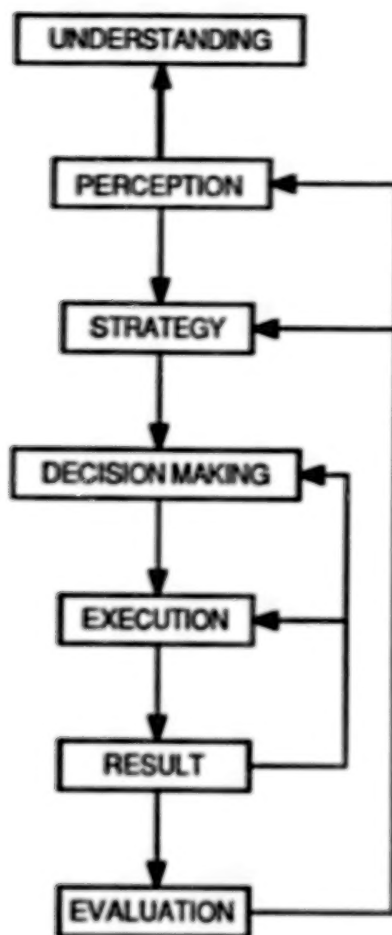 UNDERSTANDING
PERCEPTION
STRATEGY
DECISION MAKING
EXECUTION
RESULT
EVALUATION